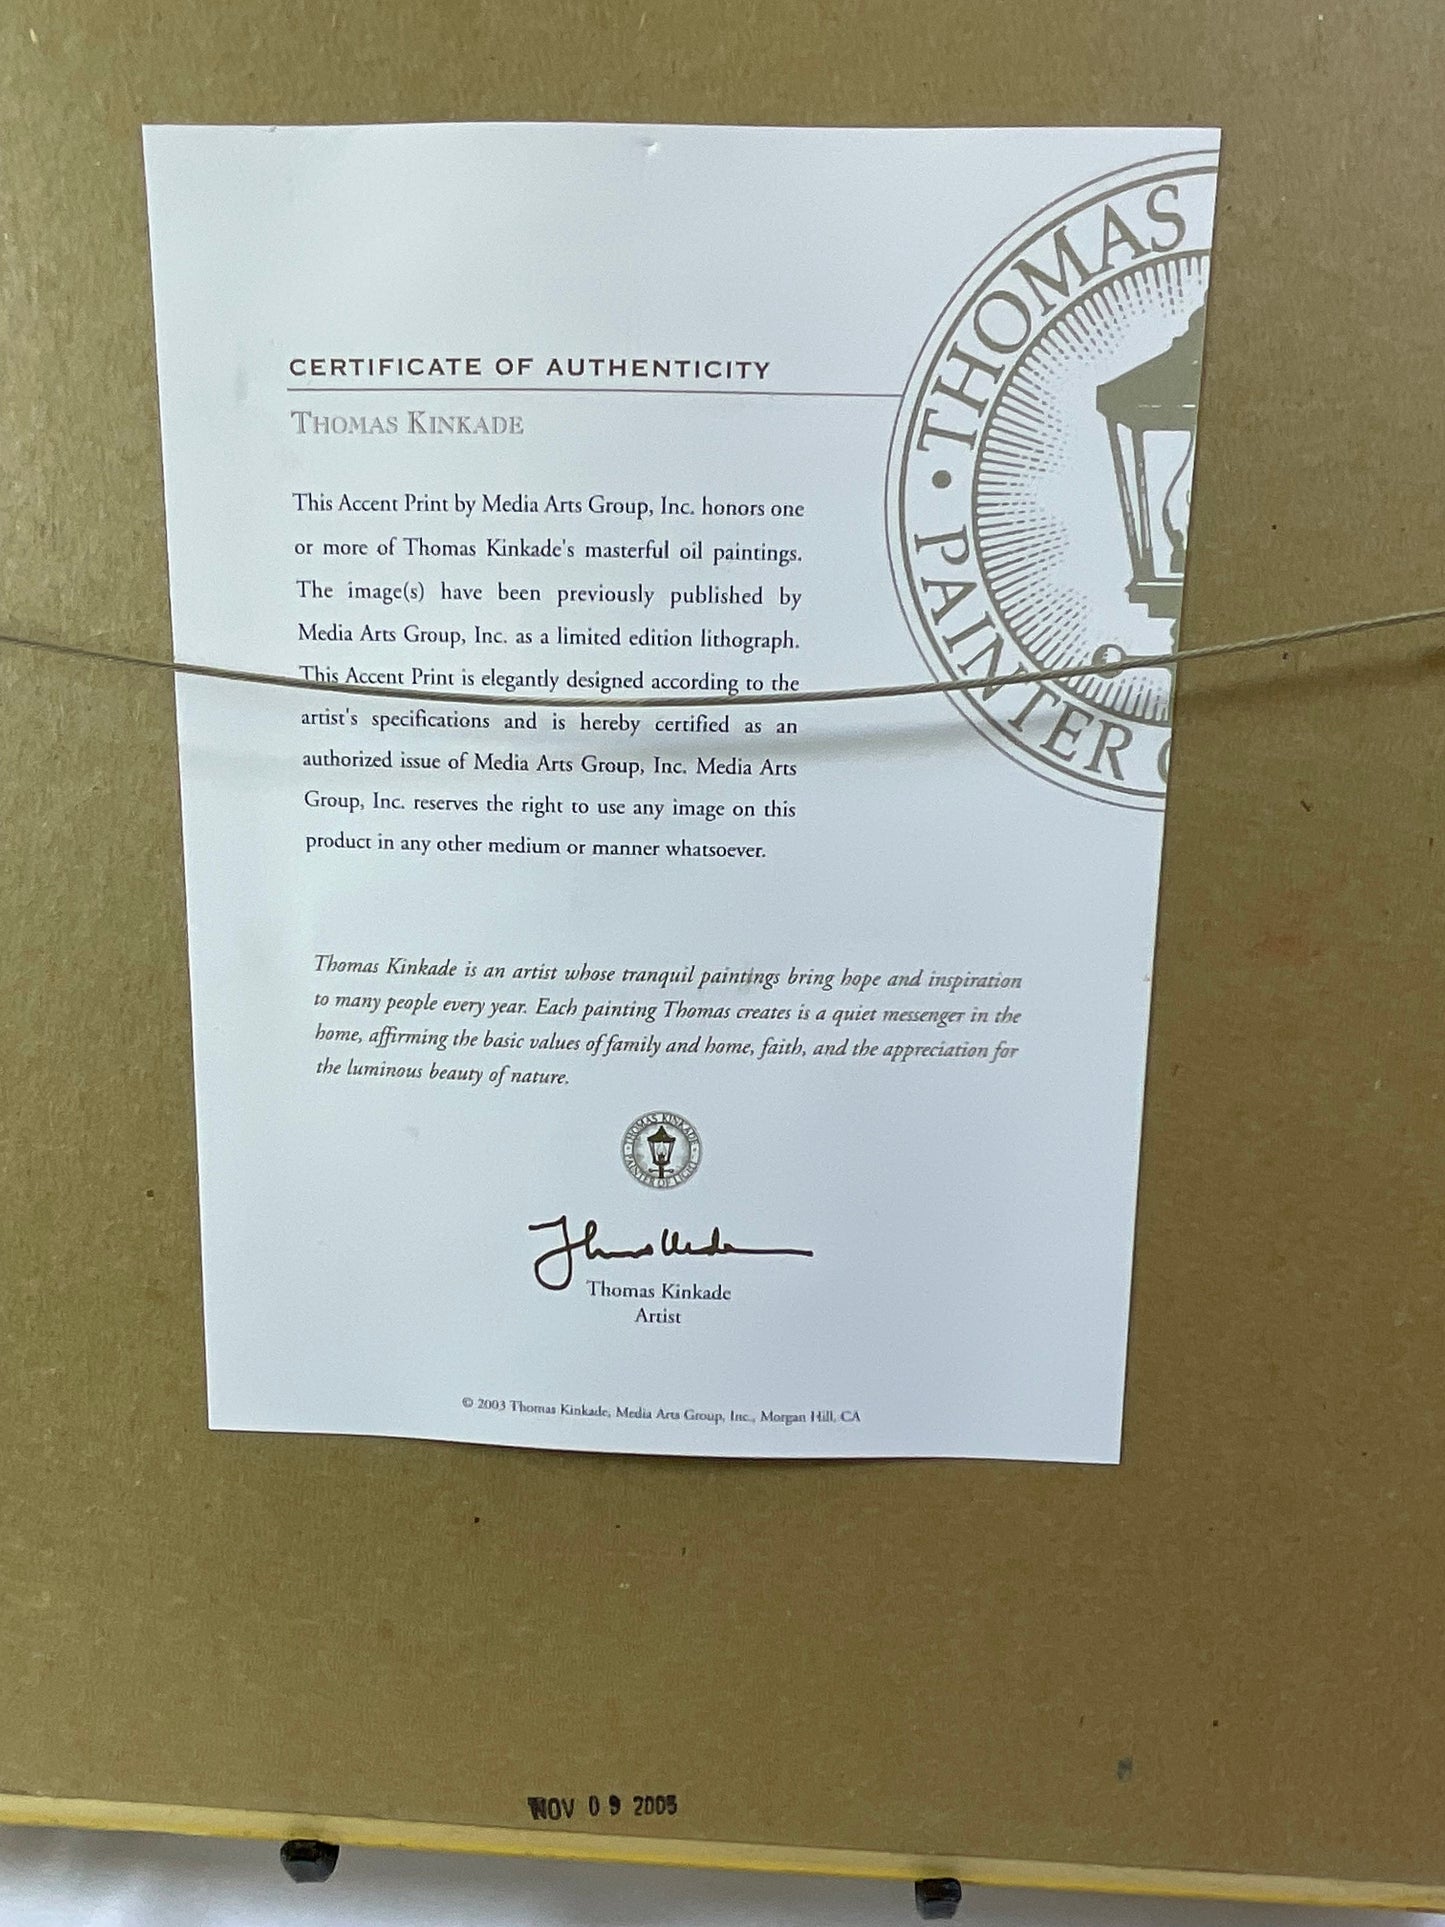 THOMAS
• PAINTER
CERTIFICATE OF AUTHENTICITY
THOMAS KINKADE
This Accent Print by Media Arts Group, Inc. honors one
or more of Thomas Kinkade's masterful oil paintings.
The image(s) have been previously published by
Media Arts Group, Inc. as a limited edition lithograph.
This Accent Print is elegantly designed according to the
artist's specifications and is hereby certified as an
authorized issue of Media Arts Group, Inc. Media Arts
Group, Inc. reserves the right to use any image on this
product in any other medium or manner whatsoever.
Thomas Kinkade is an artist whose tranquil paintings bring hope and inspiration
to many people every year. Each painting Thomas creates is a quiet messenger in the
home, affirming the basic values of family and home, faith, and the appreciation for
the luminous beauty of nature.
THOMAS KINKADE
PAINTER OF LIGHT
Thomas Kinkade
Artist
© 2003 Thomas Kinkade, Media Arts Group, Inc., Morgan Hill, CA
NOV 09 2005